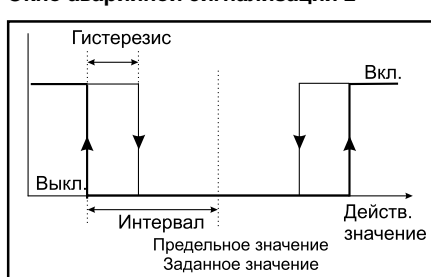 Окно аварийной сигнализации 2
Гистерезис
Вкл.
Выкл.
Интервал
Действ.
значение
Предельное значение
Заданное значение